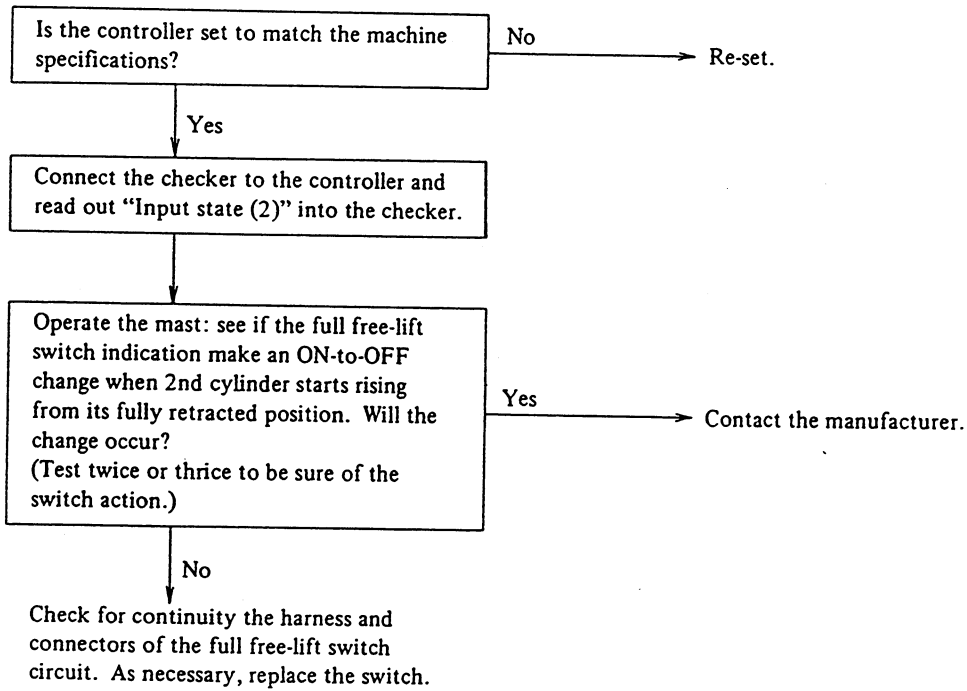 Is the controller set to match the machine
specifications?
No
Re-set.
Yes
Connect the checker to the controller and
read out “Input state (2)” into the checker.
Operate the mast: see if the full free-lift
switch indication make an ON-to-OFF
change when 2nd cylinder starts rising
from its fully retracted position. Will the
change occur?
(Test twice or thrice to be sure of the
switch action.)
Yes
Contact the manufacturer.
No
Check for continuity the harness and
connectors of the full free-lift switch
circuit. As necessary, replace the switch.